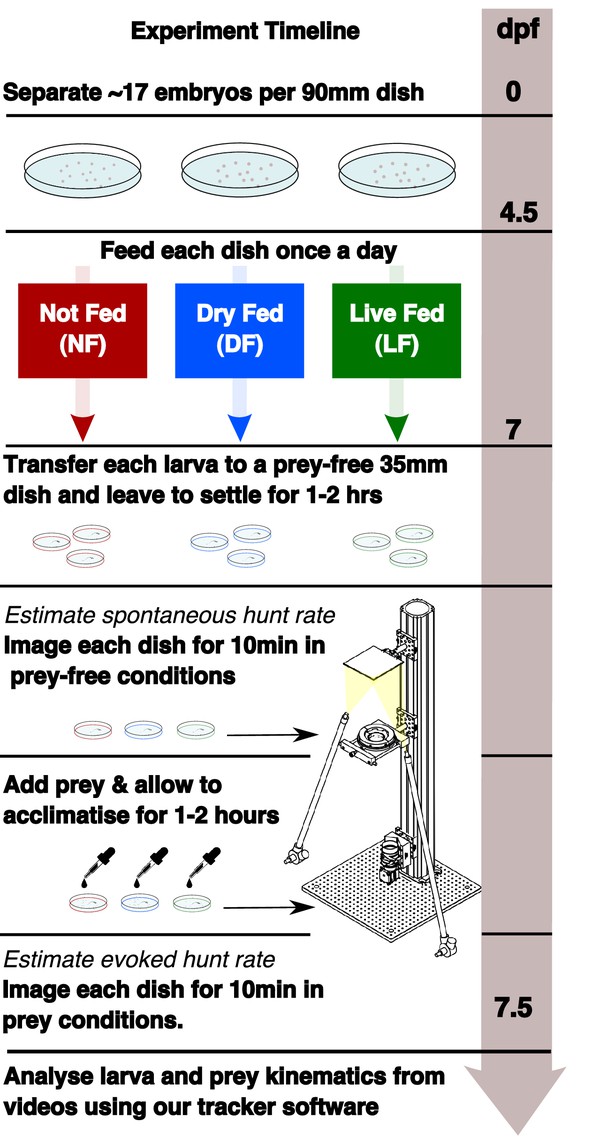 Experiment Timeline
dpf
Separate ~17 embryos per 90mm dish
0
4.5
Feed each dish once a day
Not Fed
(NF)
Dry Fed
(DF)
Live Fed
(LF)
7
Transfer each larva to a prey-free 35mm
dish and leave to settle for 1-2 hrs
Estimate spontaneous hunt rate
Image each dish for 10min in
prey-free conditions
Add prey & allow to
acclimatise for 1-2 hours
Estimate evoked hunt rate
Image each dish for 10min in
prey conditions.
7.5
Analyse larva and prey kinematics from
videos using our tracker software